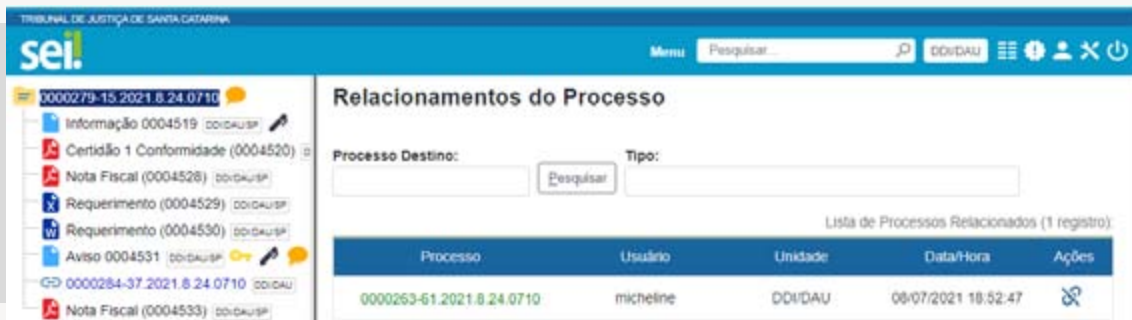 TRIBUNAL DE JUSTIÇA DE SANTA CATARINA
sei!
Menu Pesquisar... DDI/DAU
0000279-15.2021.8.24.0710
Informação 0004519 DDI/DAU/SP
Certidão 1 Conformidade (0004520) D
Nota Fiscal (0004528) DDI/DAU/SP
Requerimento (0004529) DDI/DAU/SP
Requerimento (0004530) DDI/DAU/SP
Aviso 0004531 DDI/DAU/SP
0000284-37.2021.8.24.0710 DDI/DAU
Nota Fiscal (0004533) DDI/DAU/SP
Relacionamentos do Processo
Processo Destino: Tipo:
Pesquisar
Lista de Processos Relacionados (1 registro):
Processo Usuário Unidade Data/Hora Ações
0000263-61.2021.8.24.0710 micheline DDI/DAU 08/07/2021 18:52:47